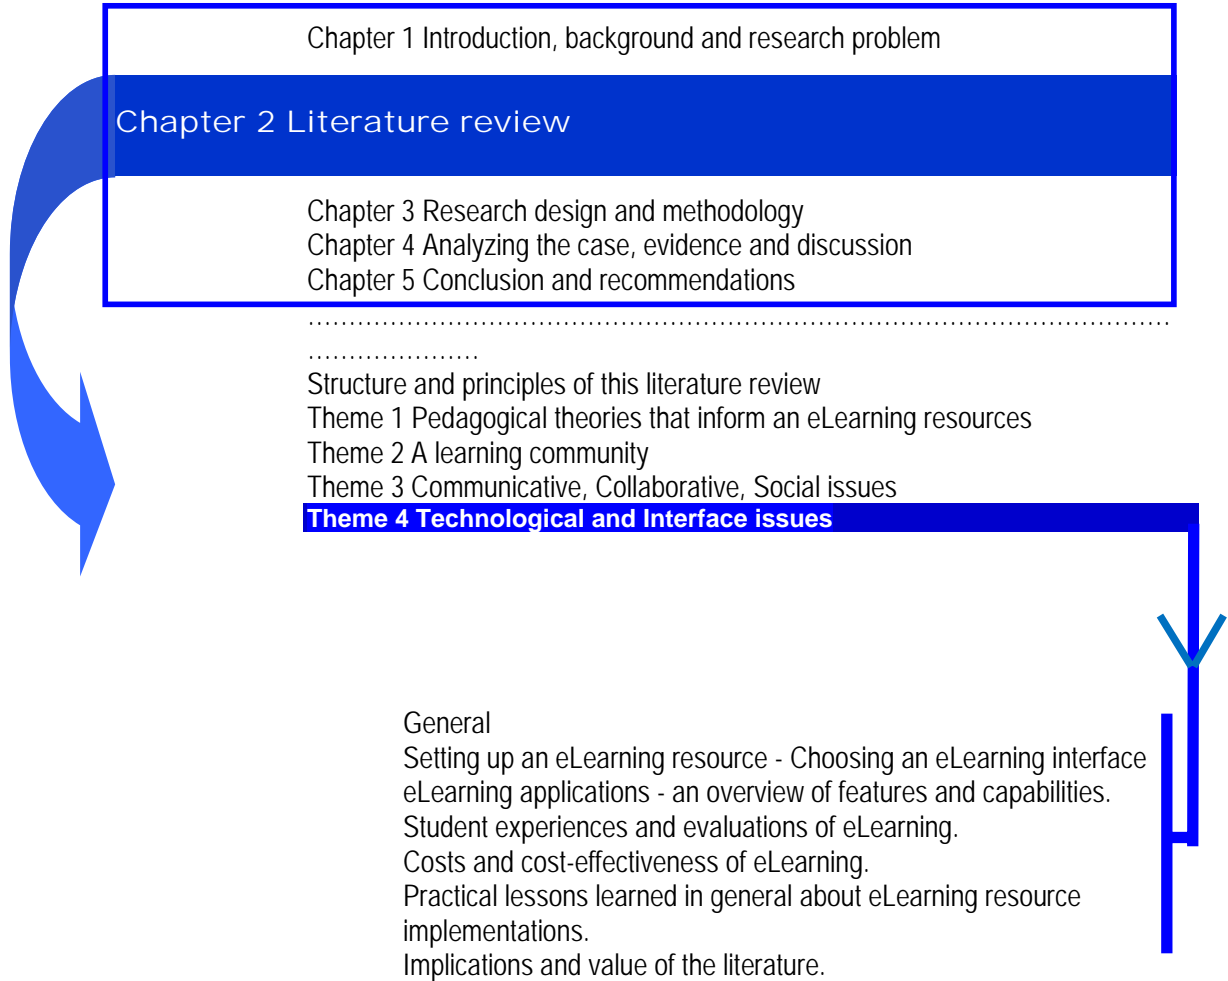 Chapter 1 Introduction, background and research problem
Chapter 2 Literature review
Chapter 3 Research design and methodology
Chapter 4 Analyzing the case, evidence and discussion
Chapter 5 Conclusion and recommendations
…………………………………………………………………………………………………
………………….
Structure and principles of this literature review
Theme 1 Pedagogical theories that inform an eLearning resources
Theme 2 A learning community
Theme 3 Communicative, Collaborative, Social issues
Theme 4 Technological and Interface issues
General
Setting up an eLearning resource - Choosing an eLearning interface
eLearning applications - an overview of features and capabilities.
Student experiences and evaluations of eLearning.
Costs and cost-effectiveness of eLearning.
Practical lessons learned in general about eLearning resource
implementations.
Implications and value of the literature.